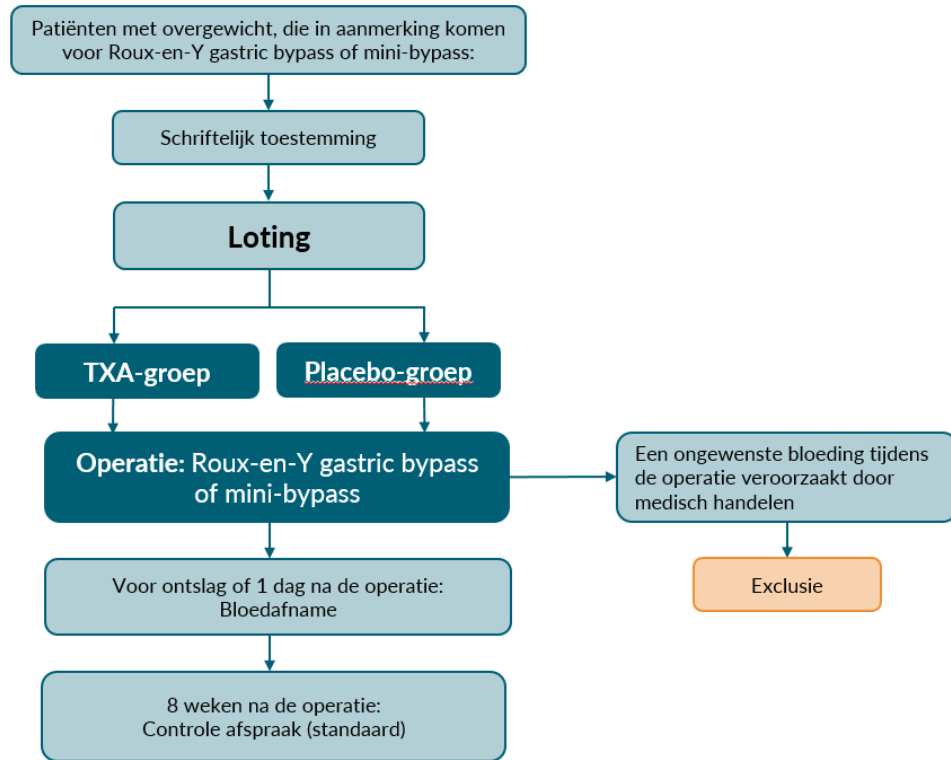 Patiënten met overgewicht, die in aanmerking komen
voor Roux-en-Y gastric bypass of mini-bypass:
Schriftelijk toestemming
Loting
TXA-groep
Placebo-groep
Operatie: Roux-en-Y gastric bypass
of mini-bypass
Een ongewenste bloeding tijdens
de operatie veroorzaakt door
medisch handelen
Voor ontslag of 1 dag na de operatie:
Bloedafname
Exclusie
8 weken na de operatie:
Controle afspraak (standaard)